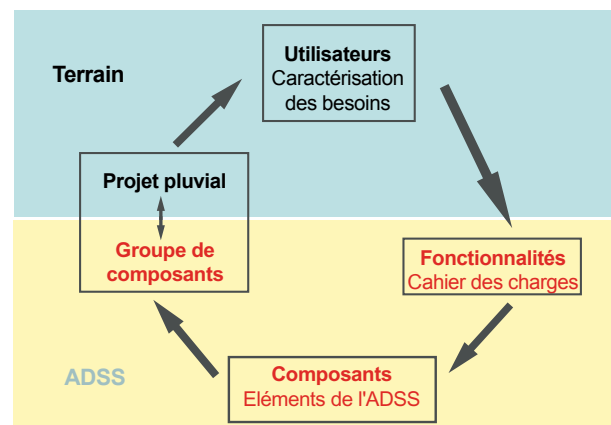 Terrain
Utilisateurs
Caractérisation
des besoins
Projet pluvial
Groupe de
composants
Fonctionnalités
Cahier des charges
ADSS
Composants
Eléments de l'ADSS